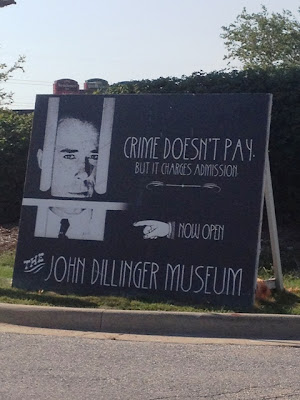 CRIME DOESN'T PAY.
BUT IT CHARGES ADMISSION
NOW OPEN
THE JOHN DILLINGER MUSEUM